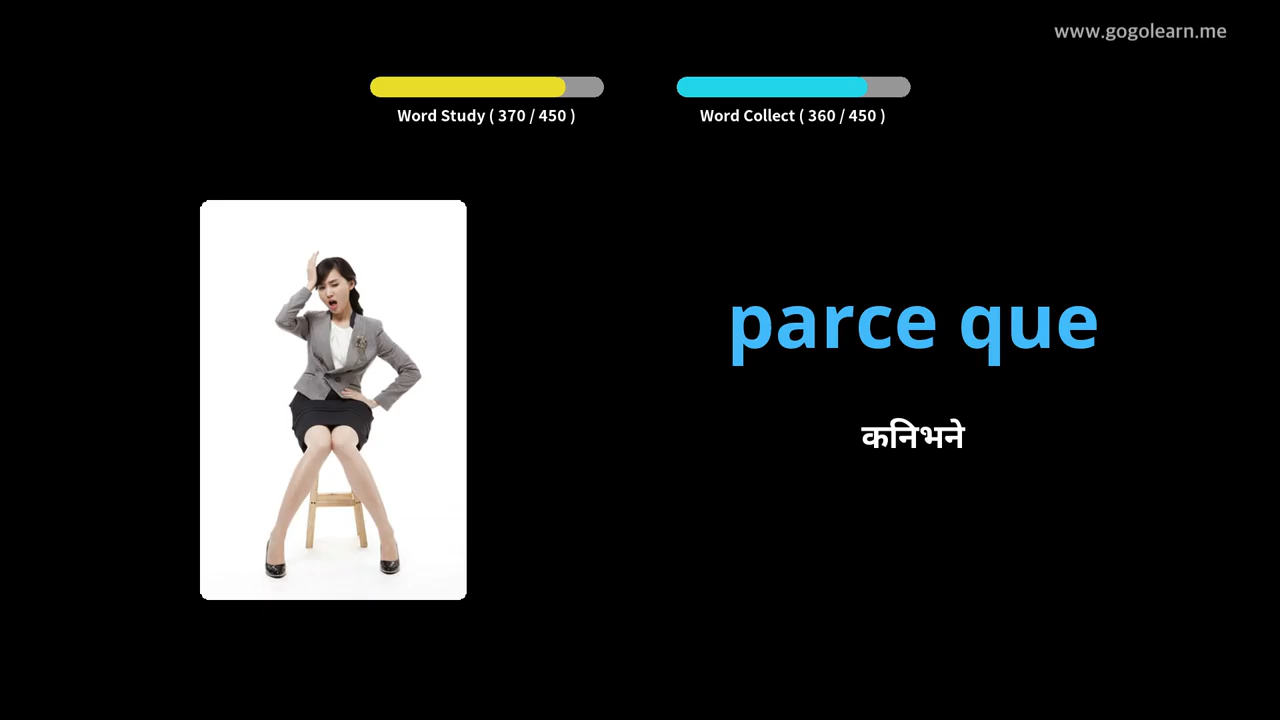 www.gogolearn.me
Word Study ( 370 / 450 )
Word Collect ( 360 / 450 )
parce que
कनिभने